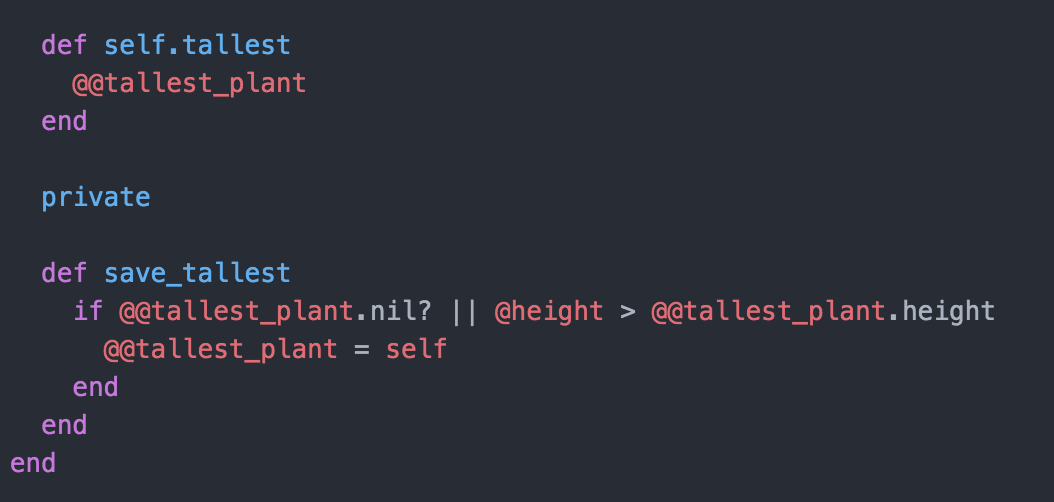 def self.tallest
@@tallest_plant
end
private
def save_tallest
if @@tallest_plant.nil? || @height > @@tallest_plant.height
@@tallest_plant = self
end
end
end